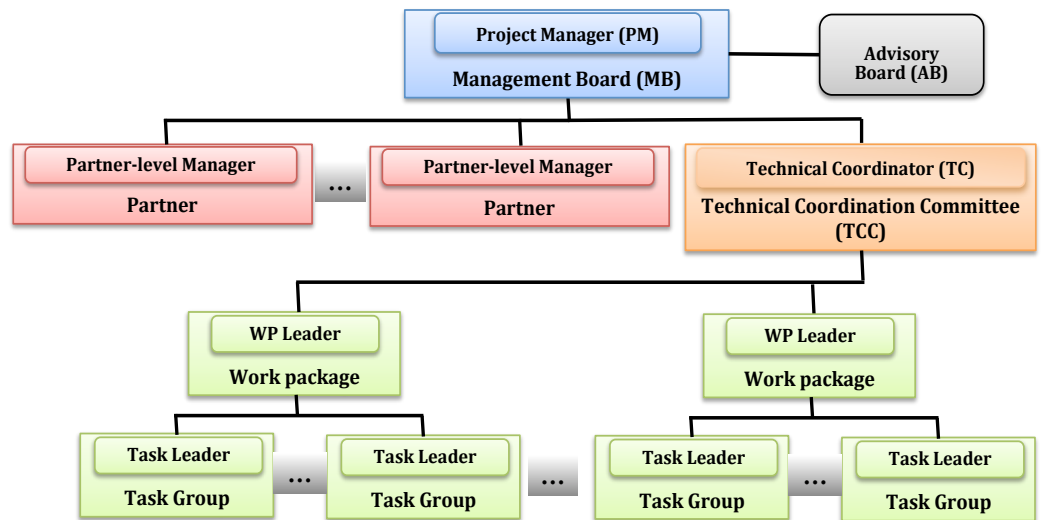 Project Manager (PM)
Management Board (MB)
Advisory
Board (AB)
Partner-level Manager
Partner
...
Partner-level Manager
Partner
Technical Coordinator (TC)
Technical Coordination Committee
(TCC)
WP Leader
Work package
WP Leader
Work package
Task Leader
Task Group
...
Task Leader
Task Group
...
Task Leader
Task Group
...
Task Leader
Task Group